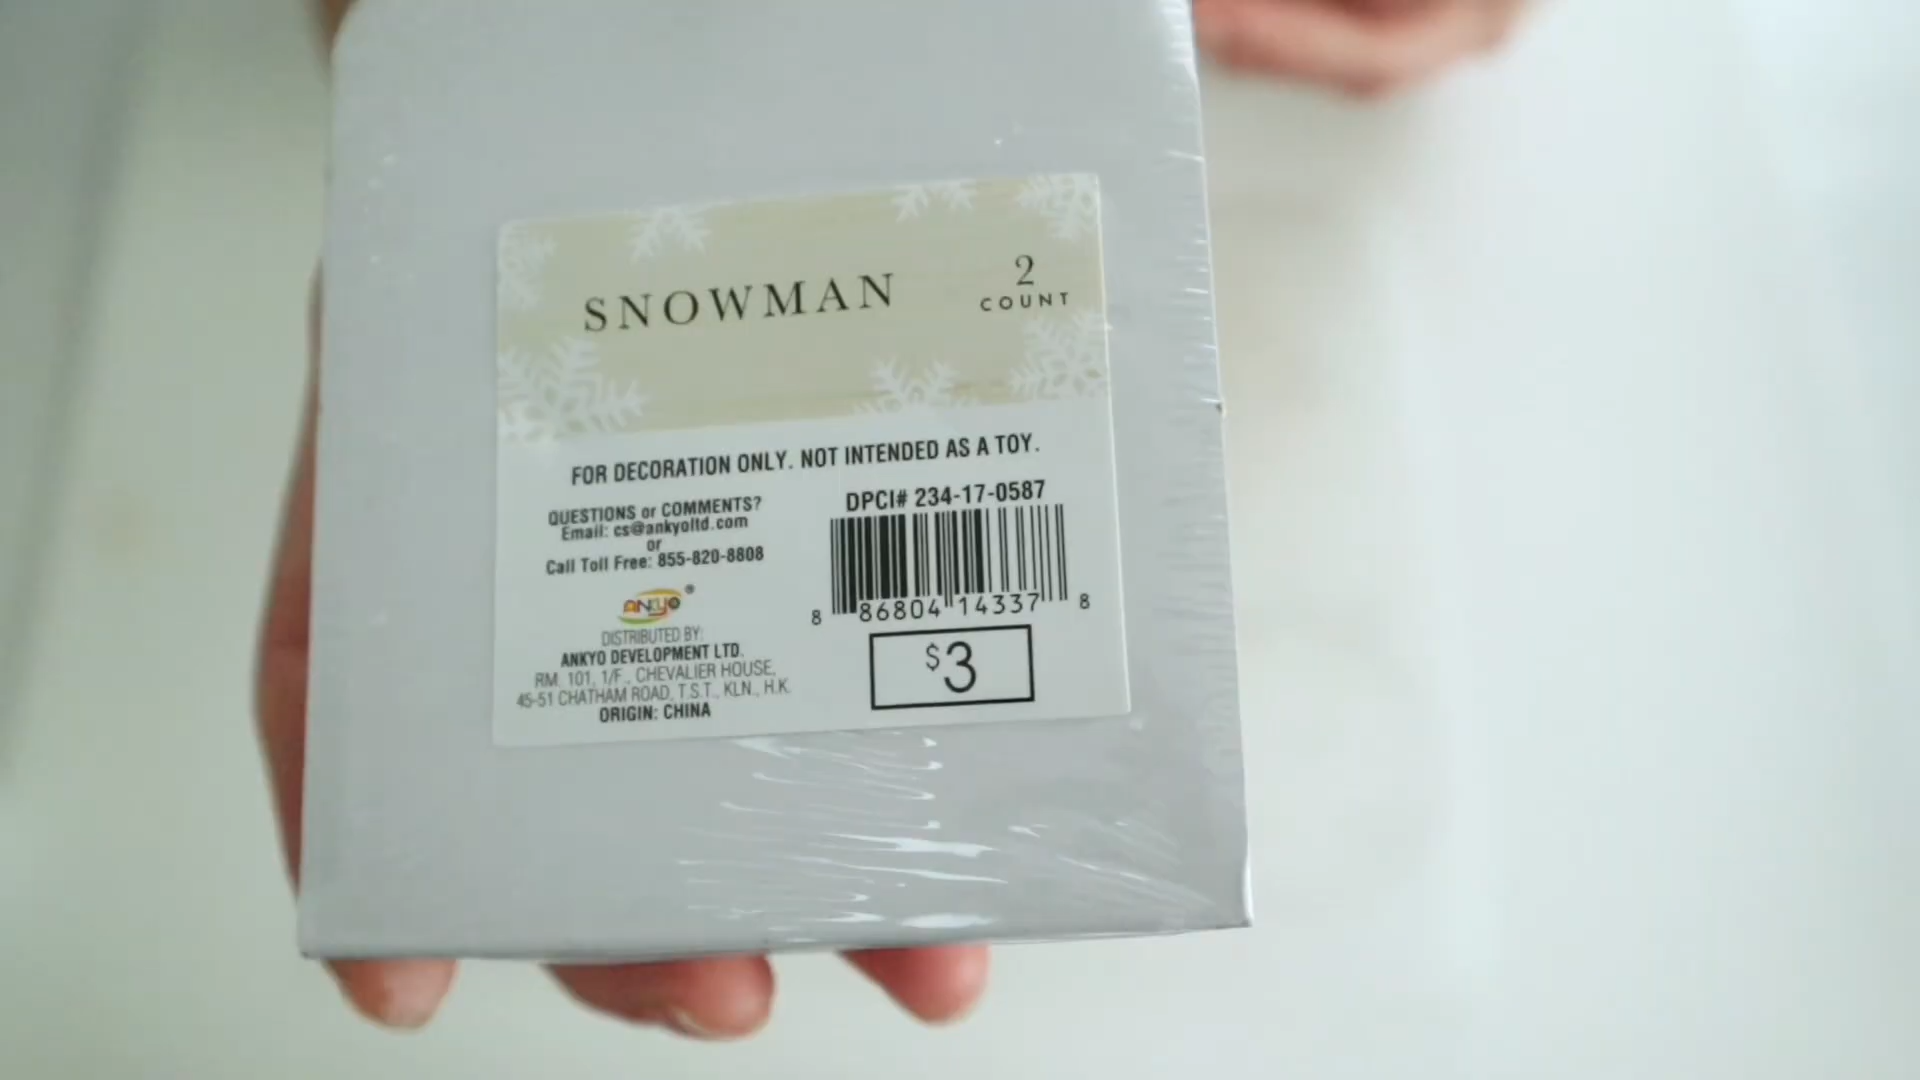 SNOWMAN
2
COUNT
FOR DECORATION ONLY. NOT INTENDED AS A TOY.
QUESTIONS or COMMENTS?
Email: cs@ankyoltd.com
or
Call Toll Free: 855-820-8808
ANKYO®
DISTRIBUTED BY:
ANKYO DEVELOPMENT LTD.
RM. 101, 1/F., CHEVALIER HOUSE,
45-51 CHATHAM ROAD, T.S.T., KLN., H.K.
ORIGIN: CHINA
DPCI# 234-17-0587
8 86804 14337 8
$3